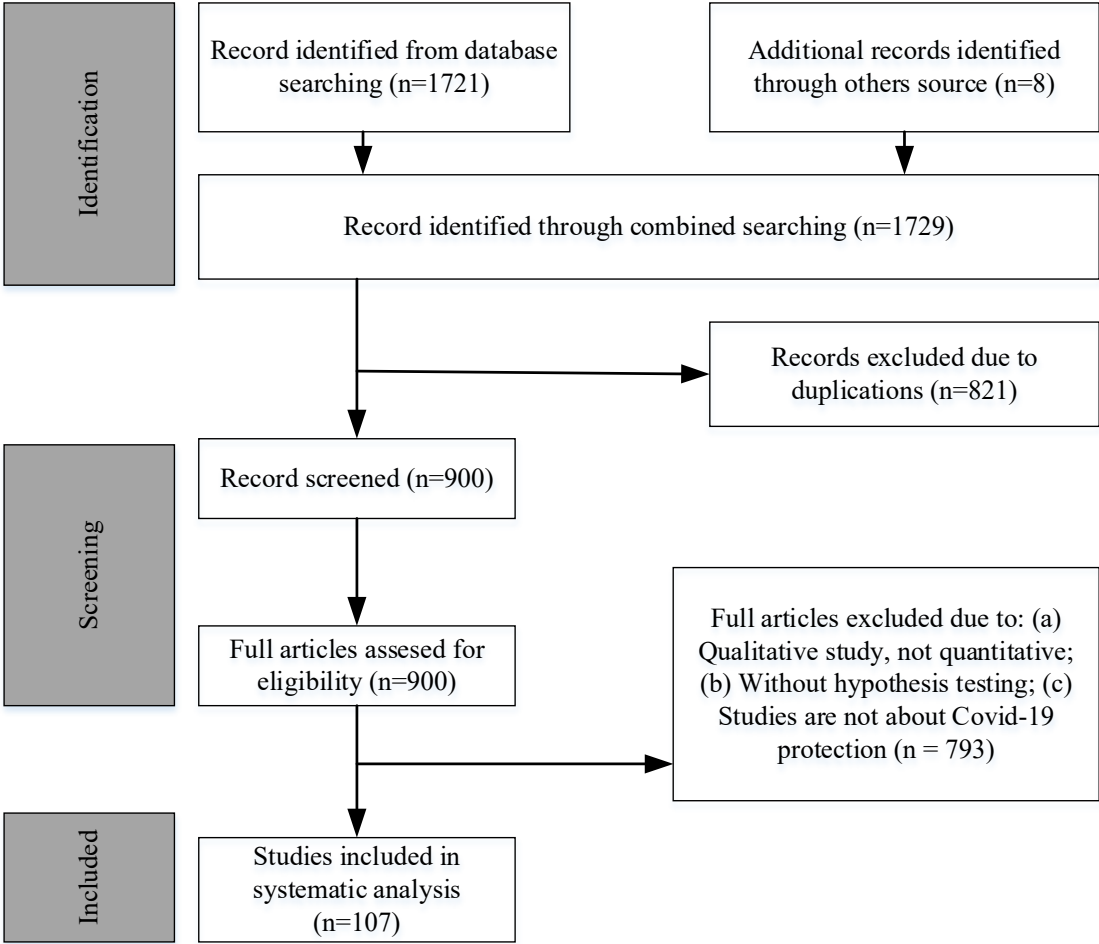 Identification
Record identified from database
searching (n=1721)
Additional records identified
through others source (n=8)
Record identified through combined searching (n=1729)
Records excluded due to
duplications (n=821)
Screening
Record screened (n=900)
Full articles assesed for
eligibility (n=900)
Full articles excluded due to: (a)
Qualitative study, not quantitative;
(b) Without hypothesis testing; (c)
Studies are not about Covid-19
protection (n = 793)
Included
Studies included in
systematic analysis
(n=107)